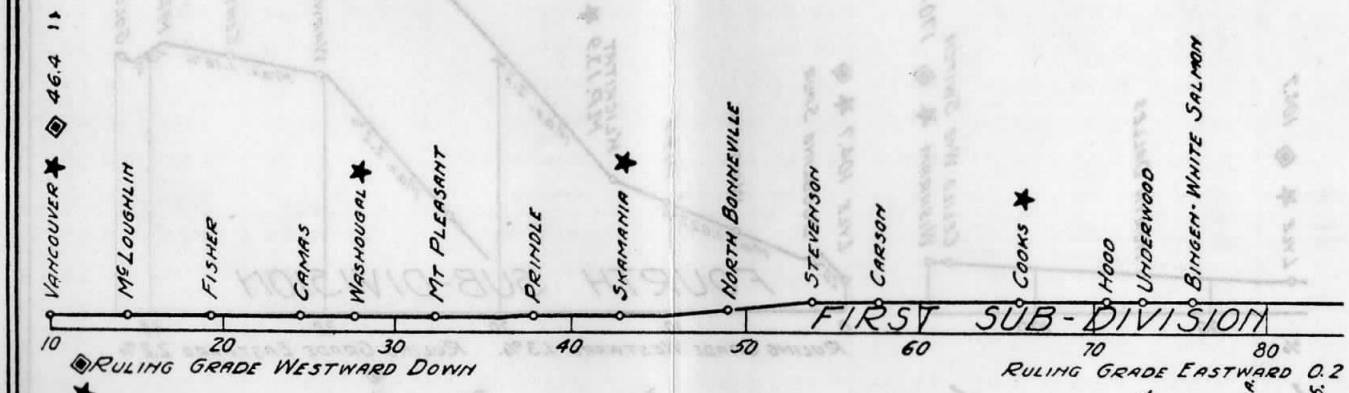 VANCOUVER ★ ◈ 46.4
McLOUGHLIN
FISHER
CAMAS
WASHOUGAL ★
MT PLEASANT
PRINDLE
SKAMANIA ★
NORTH BONNEVILLE
STEVENSON
CARSON
COOKS ★
HOOD
UNDERWOOD
BINGEN-WHITE SALMON
FIRST SUB-DIVISION
10 20 30 40 50 60 70 80
◈RULING GRADE WESTWARD DOWN
RULING GRADE EASTWARD 0.2